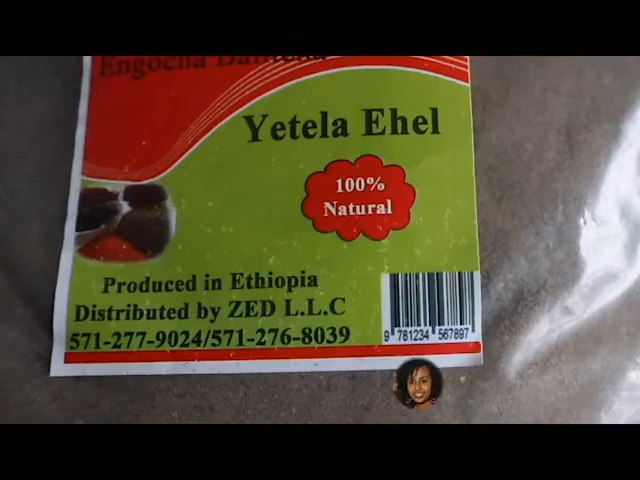 Engocha Baltena
Yetela Ehel
100%
Natural
Produced in Ethiopia
Distributed by ZED L.L.C
571-277-9024/571-276-8039
9 781234 567897